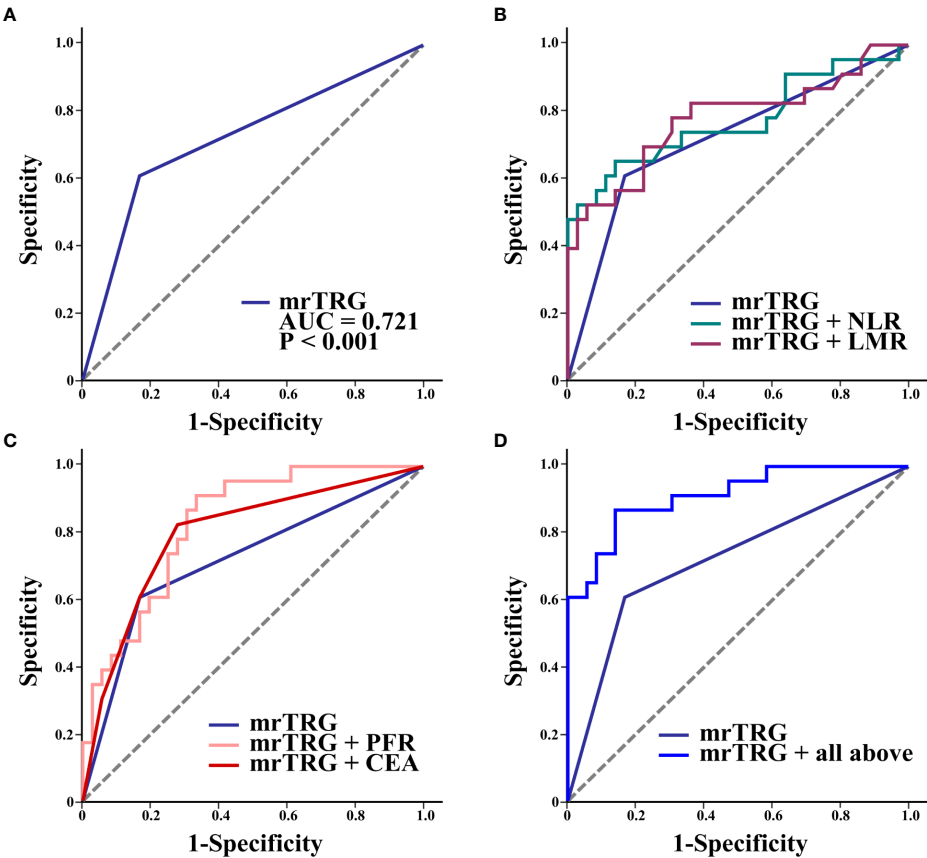 A
1.0
0.8
0.6
0.4
0.2
0
Specificity
mrTRG
AUC = 0.721
P < 0.001
0 0.2 0.4 0.6 0.8 1.0
1-Specificity
B
1.0
0.8
0.6
0.4
0.2
0
Specificity
mrTRG
mrTRG + NLR
mrTRG + LMR
0 0.2 0.4 0.6 0.8 1.0
1-Specificity
C
1.0
0.8
0.6
0.4
0.2
0
Specificity
mrTRG
mrTRG + PFR
mrTRG + CEA
0 0.2 0.4 0.6 0.8 1.0
1-Specificity
D
1.0
0.8
0.6
0.4
0.2
0
Specificity
mrTRG
mrTRG + all above
0 0.2 0.4 0.6 0.8 1.0
1-Specificity